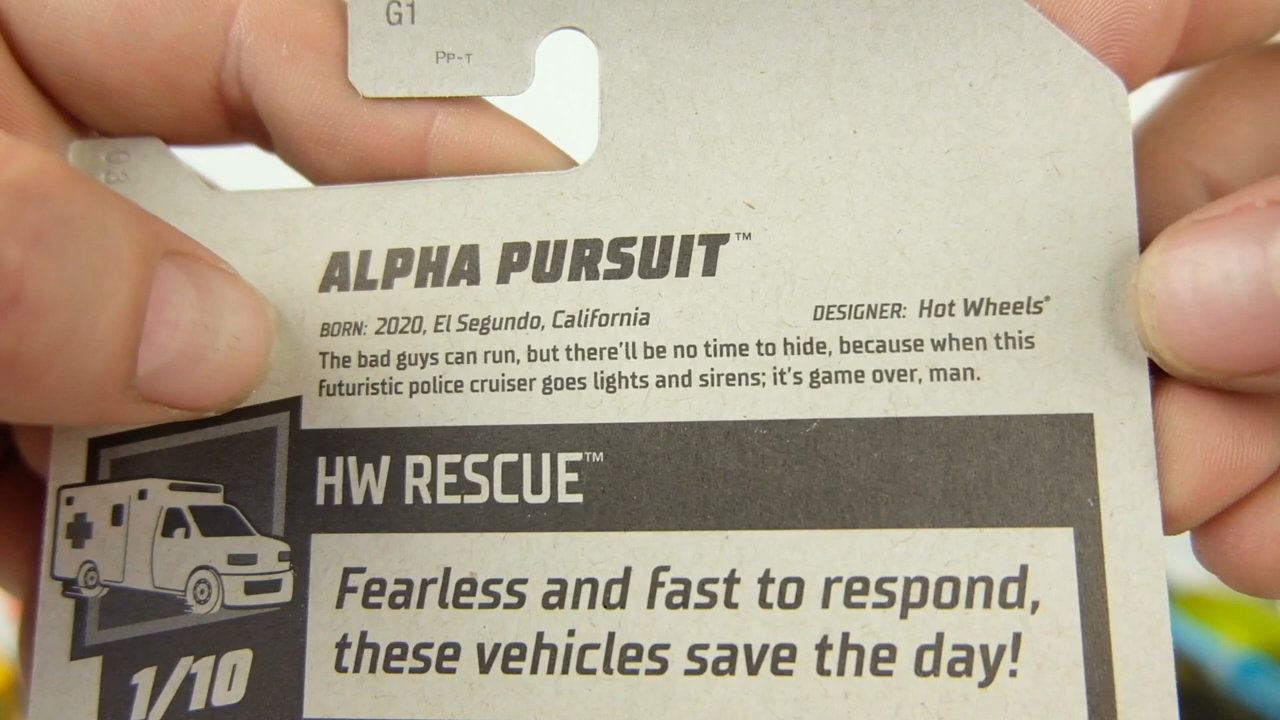 G1
PP-T
03
ALPHA PURSUIT™
BORN: 2020, El Segundo, California DESIGNER: Hot Wheels®
The bad guys can run, but there'll be no time to hide, because when this
futuristic police cruiser goes lights and sirens; it's game over, man.
HW RESCUE™
Fearless and fast to respond,
these vehicles save the day!
1/10